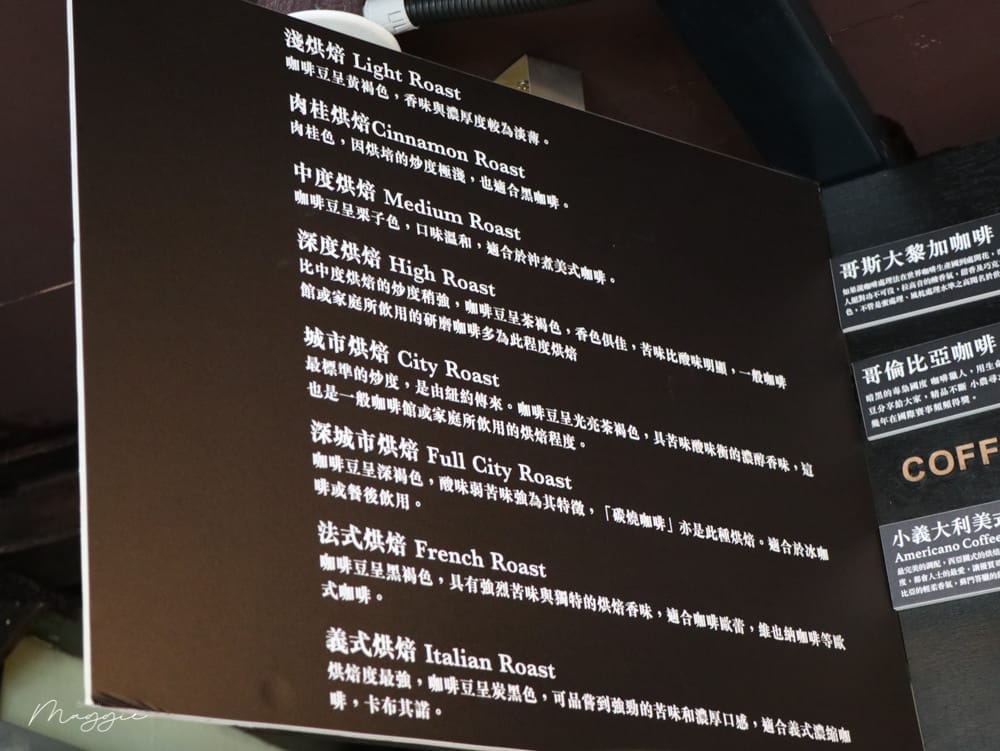 淺烘焙 Light Roast
咖啡豆呈黃褐色，香味與濃厚度較為淡薄。
肉桂烘焙Cinnamon Roast
肉桂色，因烘培的炒度極淺，也適合黑咖啡。
中度烘焙 Medium Roast
咖啡豆呈栗子色，口味溫和，適合於沖煮美式咖啡。
深度烘焙 High Roast
比中度烘焙的炒度稍強，咖啡豆呈茶褐色，香色俱佳，苦味比酸味明顯，一般咖啡
館或家庭所飲用的研磨咖啡多為此程度烘焙
城市烘焙 City Roast
最標準的炒度，是由紐約傳來。咖啡豆呈光亮茶褐色，具苦味酸味衡的濃醇香味，這
也是一般咖啡館或家庭所飲用的烘焙程度。
深城市烘焙 Full City Roast
咖啡豆呈深褐色，酸味弱苦味強為其特徵，「碳燒咖啡」亦是此種烘焙。適合於冰咖
啡或餐後飲用。
法式烘焙 French Roast
咖啡豆呈黑褐色，具有強烈苦味與獨特的烘焙香味，適合咖啡歐蕾，維也納咖啡等歐
式咖啡。
義式烘焙 Italian Roast
烘焙度最強，咖啡豆呈炭黑色，可品嘗到強勁的苦味和濃厚口感，適合義式濃縮咖
啡，卡布其諾。
哥斯大黎加咖啡
哥倫比亞咖啡
COFF
小義大利美式
Americano Coffee
Maggie